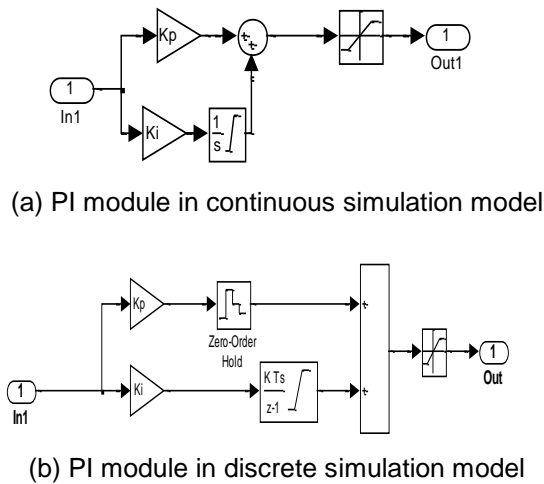 Kp
1
In1
Ki
1
s
1
Out1
(a) PI module in continuous simulation model
Kp
Zero-Order
Hold
1
In1
Ki
K Ts
z-1
1
Out
(b) PI module in discrete simulation model